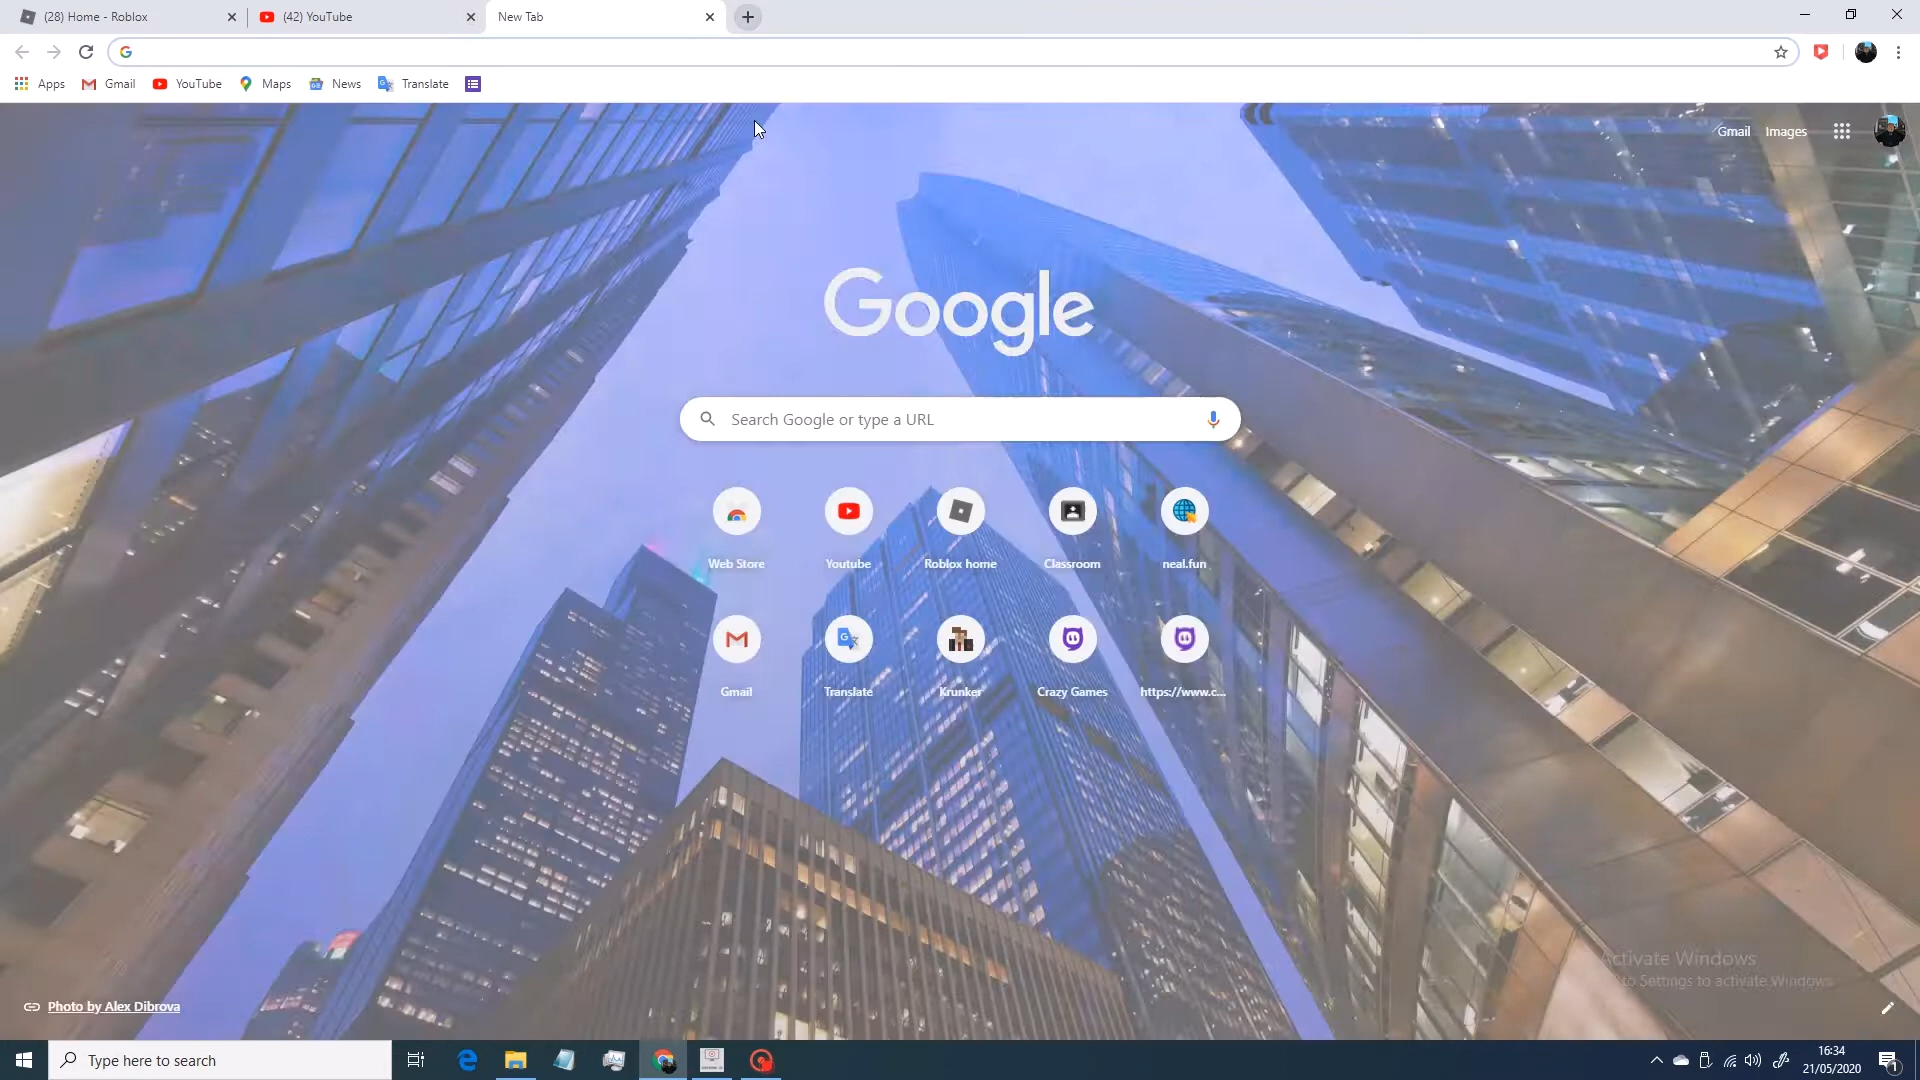 (28) Home - Roblox
(42) YouTube
New Tab
Apps
Gmail
YouTube
Maps
News
Translate
Gmail
Images
Google
Search Google or type a URL
Web Store
Youtube
Roblox home
Classroom
neal.fun
Gmail
Translate
Krunker
Crazy Games
https://www.c...
Activate Windows
to Settings to activate Windows.
Photo by Alex Dibrova
Type here to search
16:34
21/05/2020
1